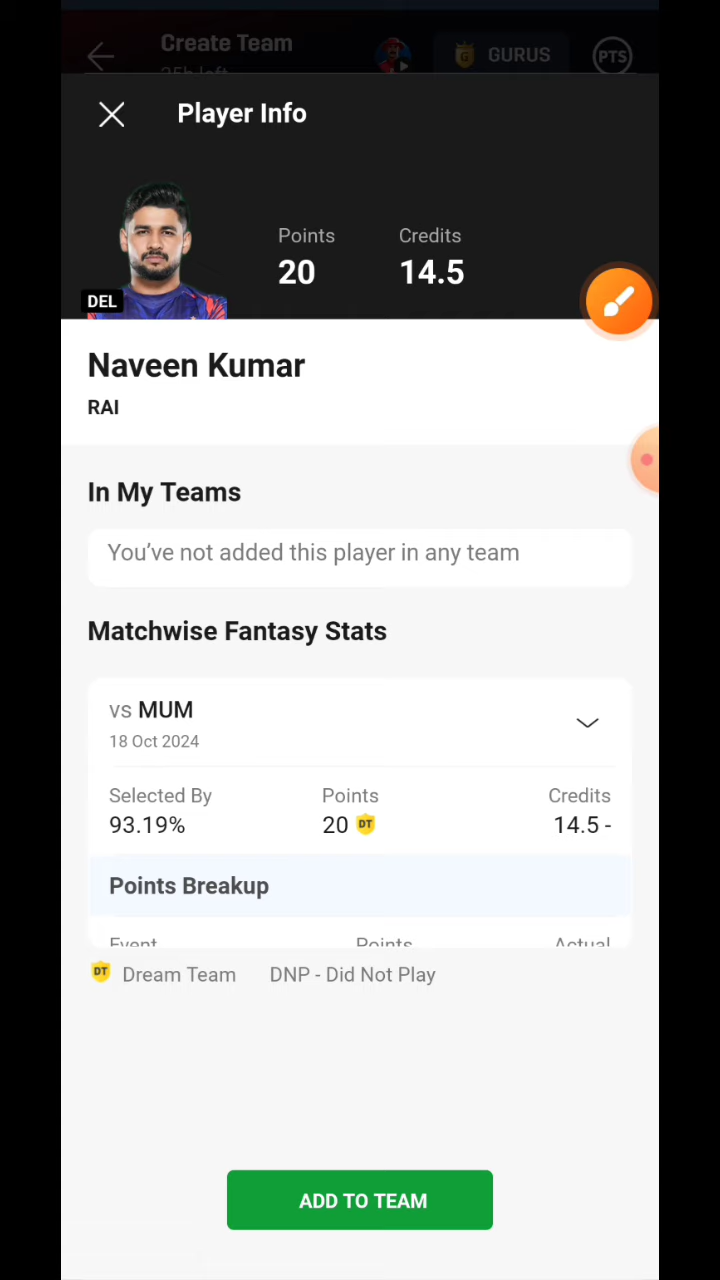 Create Team
GURUS
PTS
Player Info
Points
Credits
20
14.5
DEL
Naveen Kumar
RAI
In My Teams
You've not added this player in any team
Matchwise Fantasy Stats
vs MUM
18 Oct 2024
Selected By
Points
Credits
93.19%
20 DT
14.5 -
Points Breakup
Event
Points
Actual
DT Dream Team
DNP - Did Not Play
ADD TO TEAM